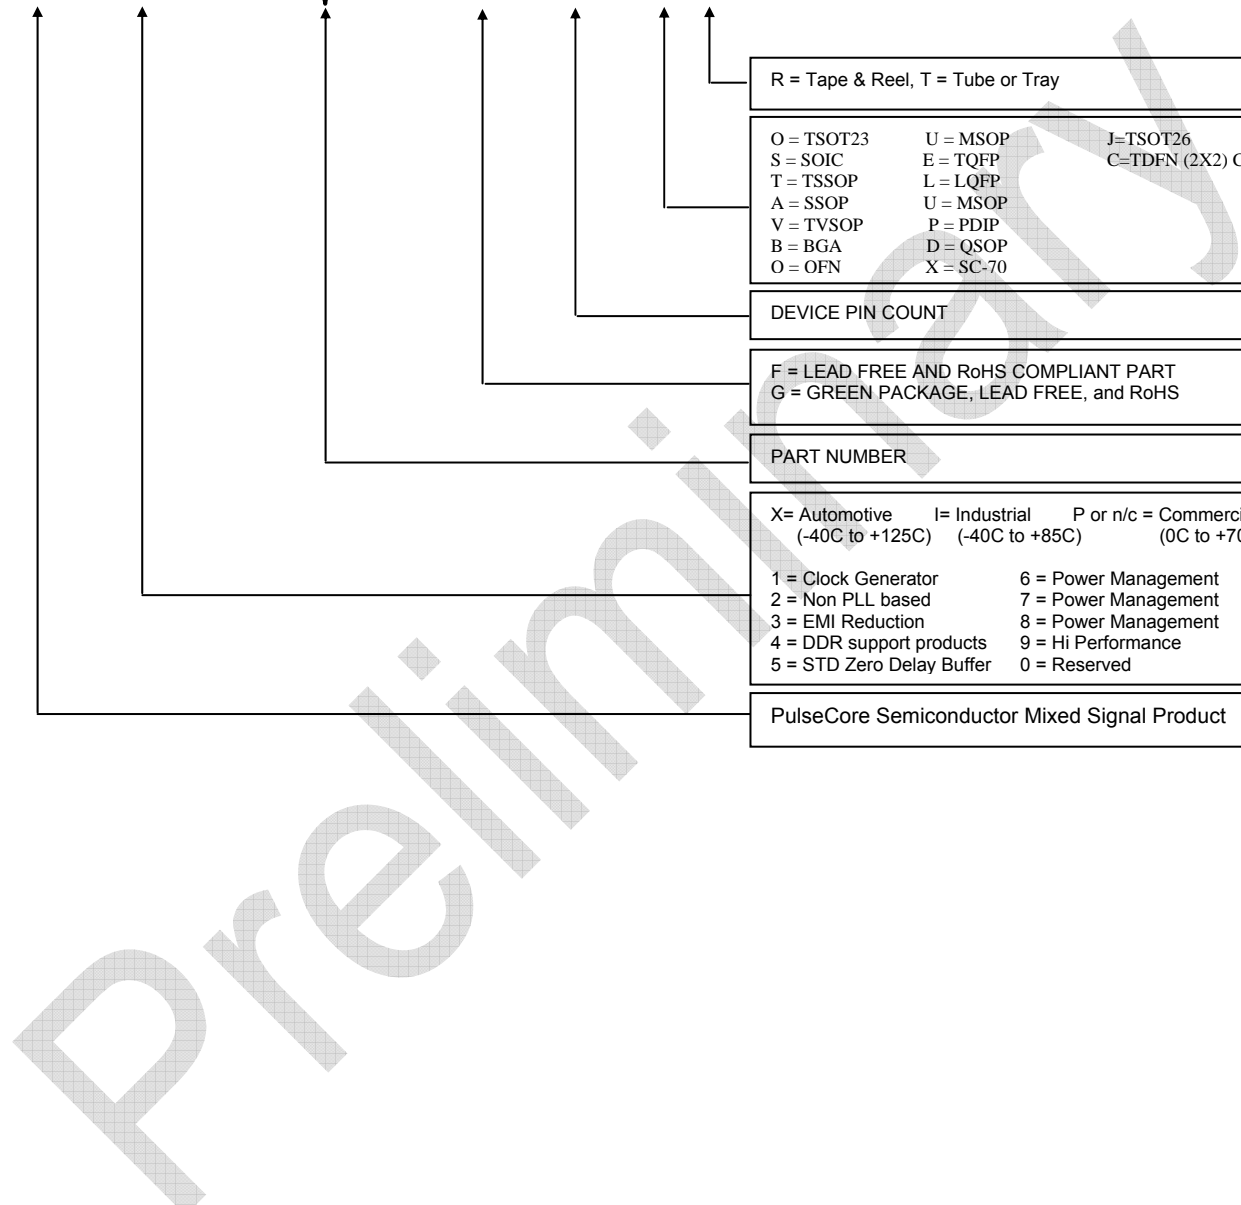 R = Tape & Reel, T = Tube or Tray
O = TSOT23 U = MSOP J=TSOT26
S = SOIC E = TQFP C=TDFN (2X2) C
T = TSSOP L = LQFP
A = SSOP U = MSOP
V = TVSOP P = PDIP
B = BGA D = QSOP
O = OFN X = SC-70
DEVICE PIN COUNT
F = LEAD FREE AND RoHS COMPLIANT PART
G = GREEN PACKAGE, LEAD FREE, and RoHS
PART NUMBER
X= Automotive I= Industrial P or n/c = Commerci
(-40C to +125C) (-40C to +85C) (0C to +70
1 = Clock Generator 6 = Power Management
2 = Non PLL based 7 = Power Management
3 = EMI Reduction 8 = Power Management
4 = DDR support products 9 = Hi Performance
5 = STD Zero Delay Buffer 0 = Reserved
PulseCore Semiconductor Mixed Signal Product
Preliminary